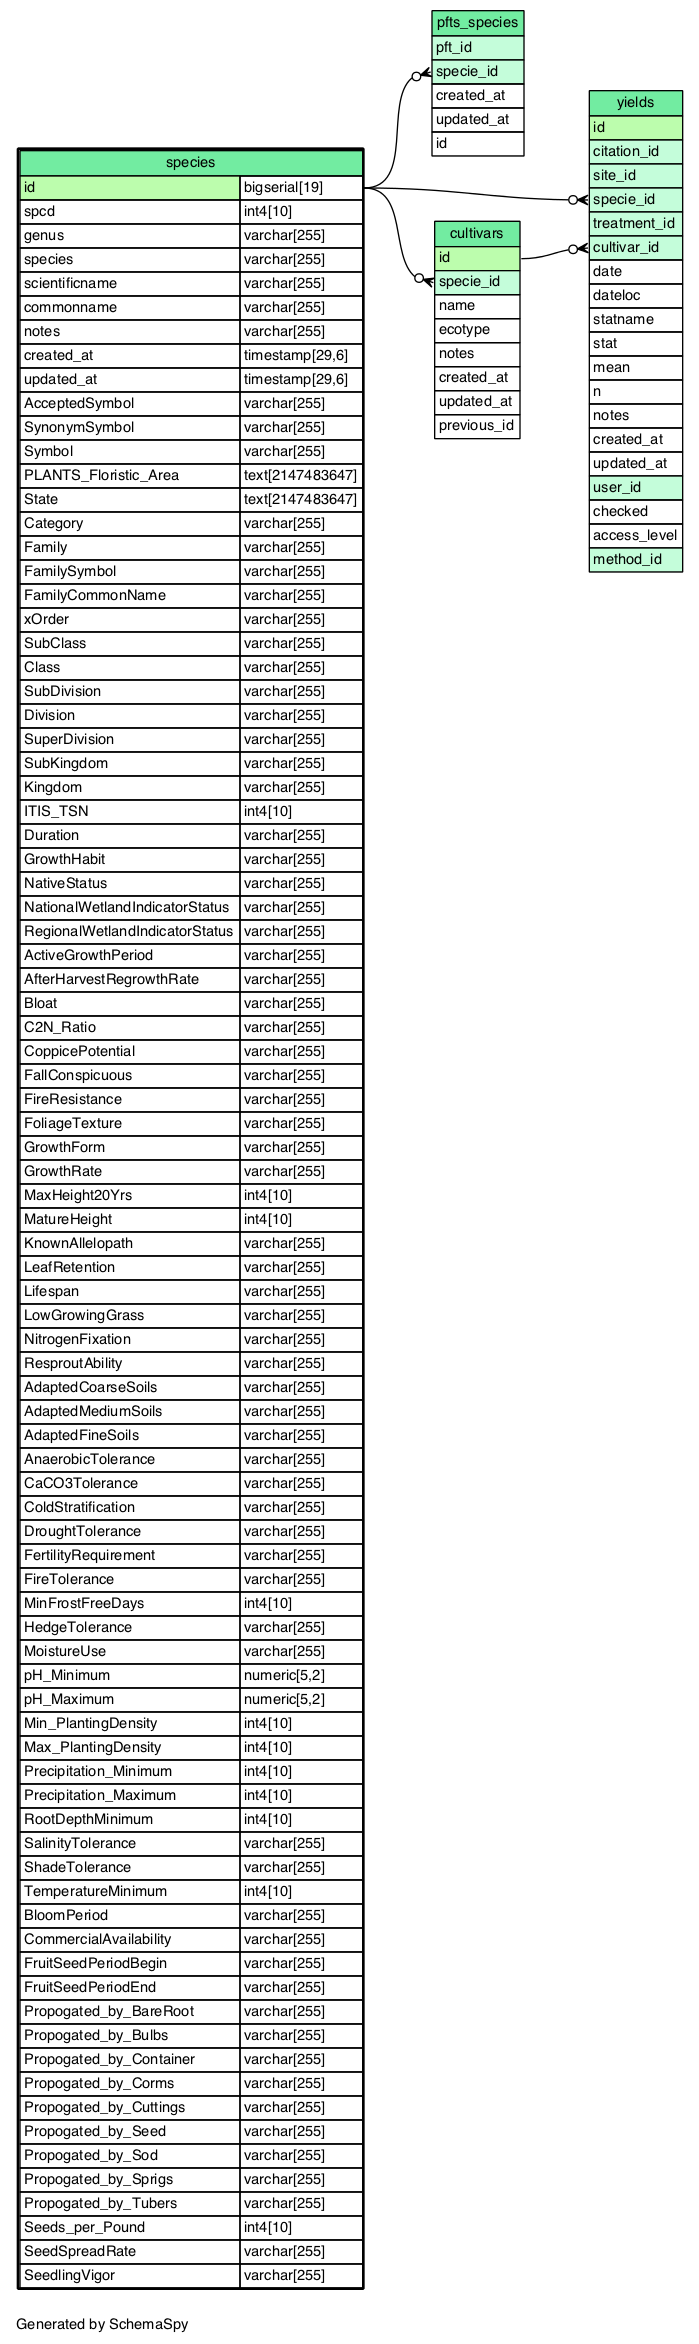 pfts_species
pft_id
specie_id
created_at
updated_at
id
yields
id
citation_id
site_id
specie_id
treatment_id
cultivar_id
date
dateloc
statname
stat
mean
n
notes
created_at
updated_at
user_id
checked
access_level
method_id
cultivars
id
specie_id
name
ecotype
notes
created_at
updated_at
previous_id
species
id bigserial[19]
spcd int4[10]
genus varchar[255]
species varchar[255]
scientificname varchar[255]
commonname varchar[255]
notes varchar[255]
created_at timestamp[29,6]
updated_at timestamp[29,6]
AcceptedSymbol varchar[255]
SynonymSymbol varchar[255]
Symbol varchar[255]
PLANTS_Floristic_Area text[2147483647]
State text[2147483647]
Category varchar[255]
Family varchar[255]
FamilySymbol varchar[255]
FamilyCommonName varchar[255]
xOrder varchar[255]
SubClass varchar[255]
Class varchar[255]
SubDivision varchar[255]
Division varchar[255]
SuperDivision varchar[255]
SubKingdom varchar[255]
Kingdom varchar[255]
ITIS_TSN int4[10]
Duration varchar[255]
GrowthHabit varchar[255]
NativeStatus varchar[255]
NationalWetlandIndicatorStatus varchar[255]
RegionalWetlandIndicatorStatus varchar[255]
ActiveGrowthPeriod varchar[255]
AfterHarvestRegrowthRate varchar[255]
Bloat varchar[255]
C2N_Ratio varchar[255]
CoppicePotential varchar[255]
FallConspicuous varchar[255]
FireResistance varchar[255]
FoliageTexture varchar[255]
GrowthForm varchar[255]
GrowthRate varchar[255]
MaxHeight20Yrs int4[10]
MatureHeight int4[10]
KnownAllelopath varchar[255]
LeafRetention varchar[255]
Lifespan varchar[255]
LowGrowingGrass varchar[255]
NitrogenFixation varchar[255]
ResproutAbility varchar[255]
AdaptedCoarseSoils varchar[255]
AdaptedMediumSoils varchar[255]
AdaptedFineSoils varchar[255]
AnaerobicTolerance varchar[255]
CaCO3Tolerance varchar[255]
ColdStratification varchar[255]
DroughtTolerance varchar[255]
FertilityRequirement varchar[255]
FireTolerance varchar[255]
MinFrostFreeDays int4[10]
HedgeTolerance varchar[255]
MoistureUse varchar[255]
pH_Minimum numeric[5,2]
pH_Maximum numeric[5,2]
Min_PlantingDensity int4[10]
Max_PlantingDensity int4[10]
Precipitation_Minimum int4[10]
Precipitation_Maximum int4[10]
RootDepthMinimum int4[10]
SalinityTolerance varchar[255]
ShadeTolerance varchar[255]
TemperatureMinimum int4[10]
BloomPeriod varchar[255]
CommercialAvailability varchar[255]
FruitSeedPeriodBegin varchar[255]
FruitSeedPeriodEnd varchar[255]
Propogated_by_BareRoot varchar[255]
Propogated_by_Bulbs varchar[255]
Propogated_by_Container varchar[255]
Propogated_by_Corms varchar[255]
Propogated_by_Cuttings varchar[255]
Propogated_by_Seed varchar[255]
Propogated_by_Sod varchar[255]
Propogated_by_Sprigs varchar[255]
Propogated_by_Tubers varchar[255]
Seeds_per_Pound int4[10]
SeedSpreadRate varchar[255]
SeedlingVigor varchar[255]
Generated by SchemaSpy